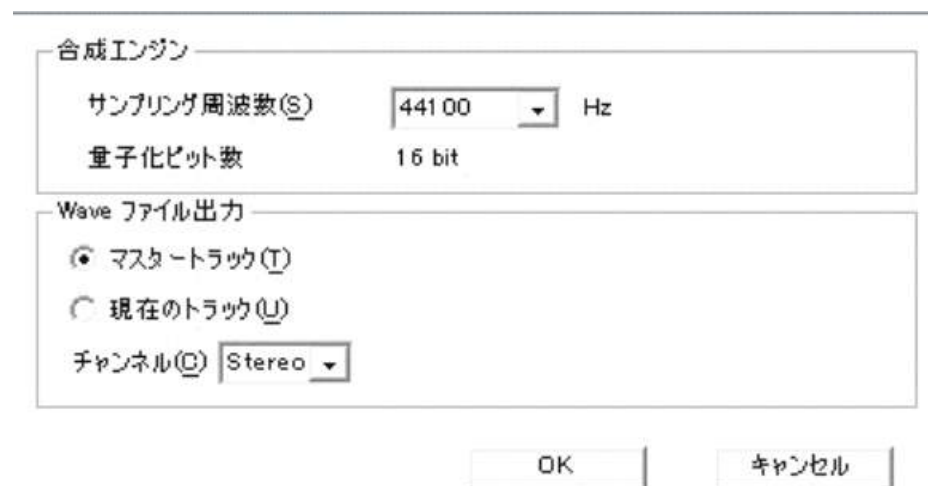 合成エンジン
サンプリング周波数(S) 44100 Hz
量子化ビット数 16 bit
Wave ファイル出力
マスタートラック(T)
現在のトラック(U)
チャンネル(C) Stereo
OK キャンセル